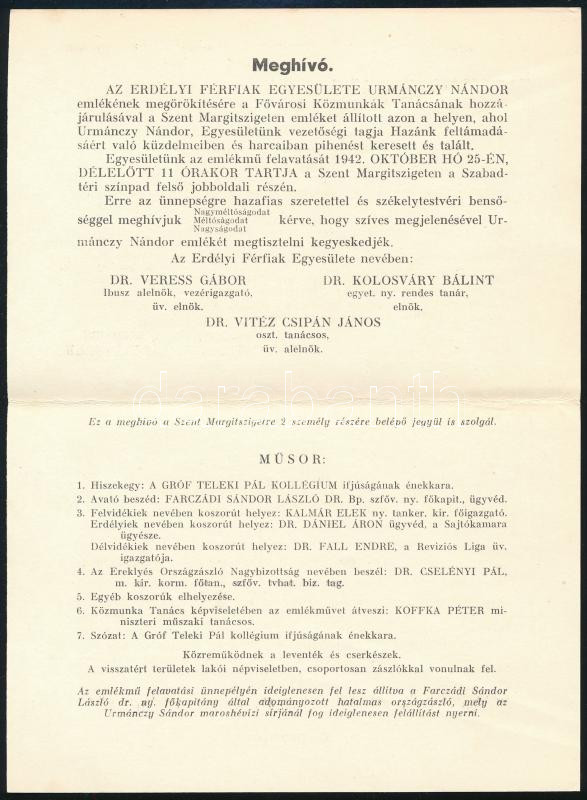 Meghívó.
AZ ERDÉLYI FÉRFIAK EGYESÜLETE URMÁNCZY NÁNDOR
emlékének megörökítésére a Fővárosi Közmunkák Tanácsának hozzá-
járulásával a Szent Margitszigeten emléket állított azon a helyen, ahol
Urmánczy Nándor, Egyesületünk vezetőségi tagja Hazánk feltámadá-
sáért való küzdelmeiben és harcaiban pihenést keresett és talált.
Egyesületünk az emlékmű felavatását 1942. OKTÓBER HÓ 25-ÉN,
DÉLELŐTT 11 ÓRAKOR TARTJA a Szent Margitszigeten a Szabad-
téri színpad felső jobboldali részén.
Erre az ünnepségre hazafias szeretettel és székelytestvéri bensőséggel
séggel meghívjuk Nagyméltóságodat Méltóságodat Nagyságodat kérve, hogy szíves megjelenésével Ur-
mánczy Nándor emlékét megtisztelni kegyeskedjék.
Az Erdélyi Férfiak Egyesülete nevében:
DR. VERESS GÁBOR DR. KOLOSVÁRY BÁLINT
Ibusz alelnök, vezérigazgató, egyet. ny. rendes tanár,
üv. elnök. elnök,
DR. VITÉZ CSIPÁN JÁNOS
oszt. tanácsos,
üv. alelnök.
darabanth
Ez a meghívó a Szent Margitszigetre 2 személy részére belépő jegyül is szolgál.
MŰSOR:
1. Hiszekegy: A GRÓF TELEKI PÁL KOLLÉGIUM ifjúságának énekkara.
2. Avató beszéd: FARCZÁDI SÁNDOR LÁSZLÓ DR. Bp. szföv. ny. főkapit., ügyvéd.
3. Felvidékiek nevében koszorút helyez: KALMÁR ELEK ny. tanker. kir. főigazgató.
Erdélyiek nevében koszorút helyez: DR. DÁNIEL ÁRON ügyvéd, a Sajtókamara
ügyésze.
Délvidékiek nevében koszorút helyez: DR. FALL ENDRE, a Reviziós Liga üv.
igazgatója.
4. Az Ereklyés Országzászló Nagybizottság nevében beszél: DR. CSELÉNYI PÁL,
m. kir. korm. főtan., szföv. tvhat. biz. tag.
5. Egyéb koszorúk elhelyezése.
6. Közmunka Tanács képviseletében az emlékművet átveszi: KOFFKA PÉTER mi-
niszteri műszaki tanácsos.
7. Szózat: A Gróf Teleki Pál kollégium ifjúságának énekkara.
Közreműködnek a leventék és cserkészek.
A visszatért területek lakói népviseletben, csoportosan zászlókkal vonulnak fel.
Az emlékmű felavatási ünnepélyén ideiglenesen fel lesz állítva a Farczádi Sándor
László dr. ny. főkapitány által adományozott hatalmas országzászló, mely az
Urmánczy Sándor maroshévizi sírjánál fog ideiglenesen felállítást nyerni.